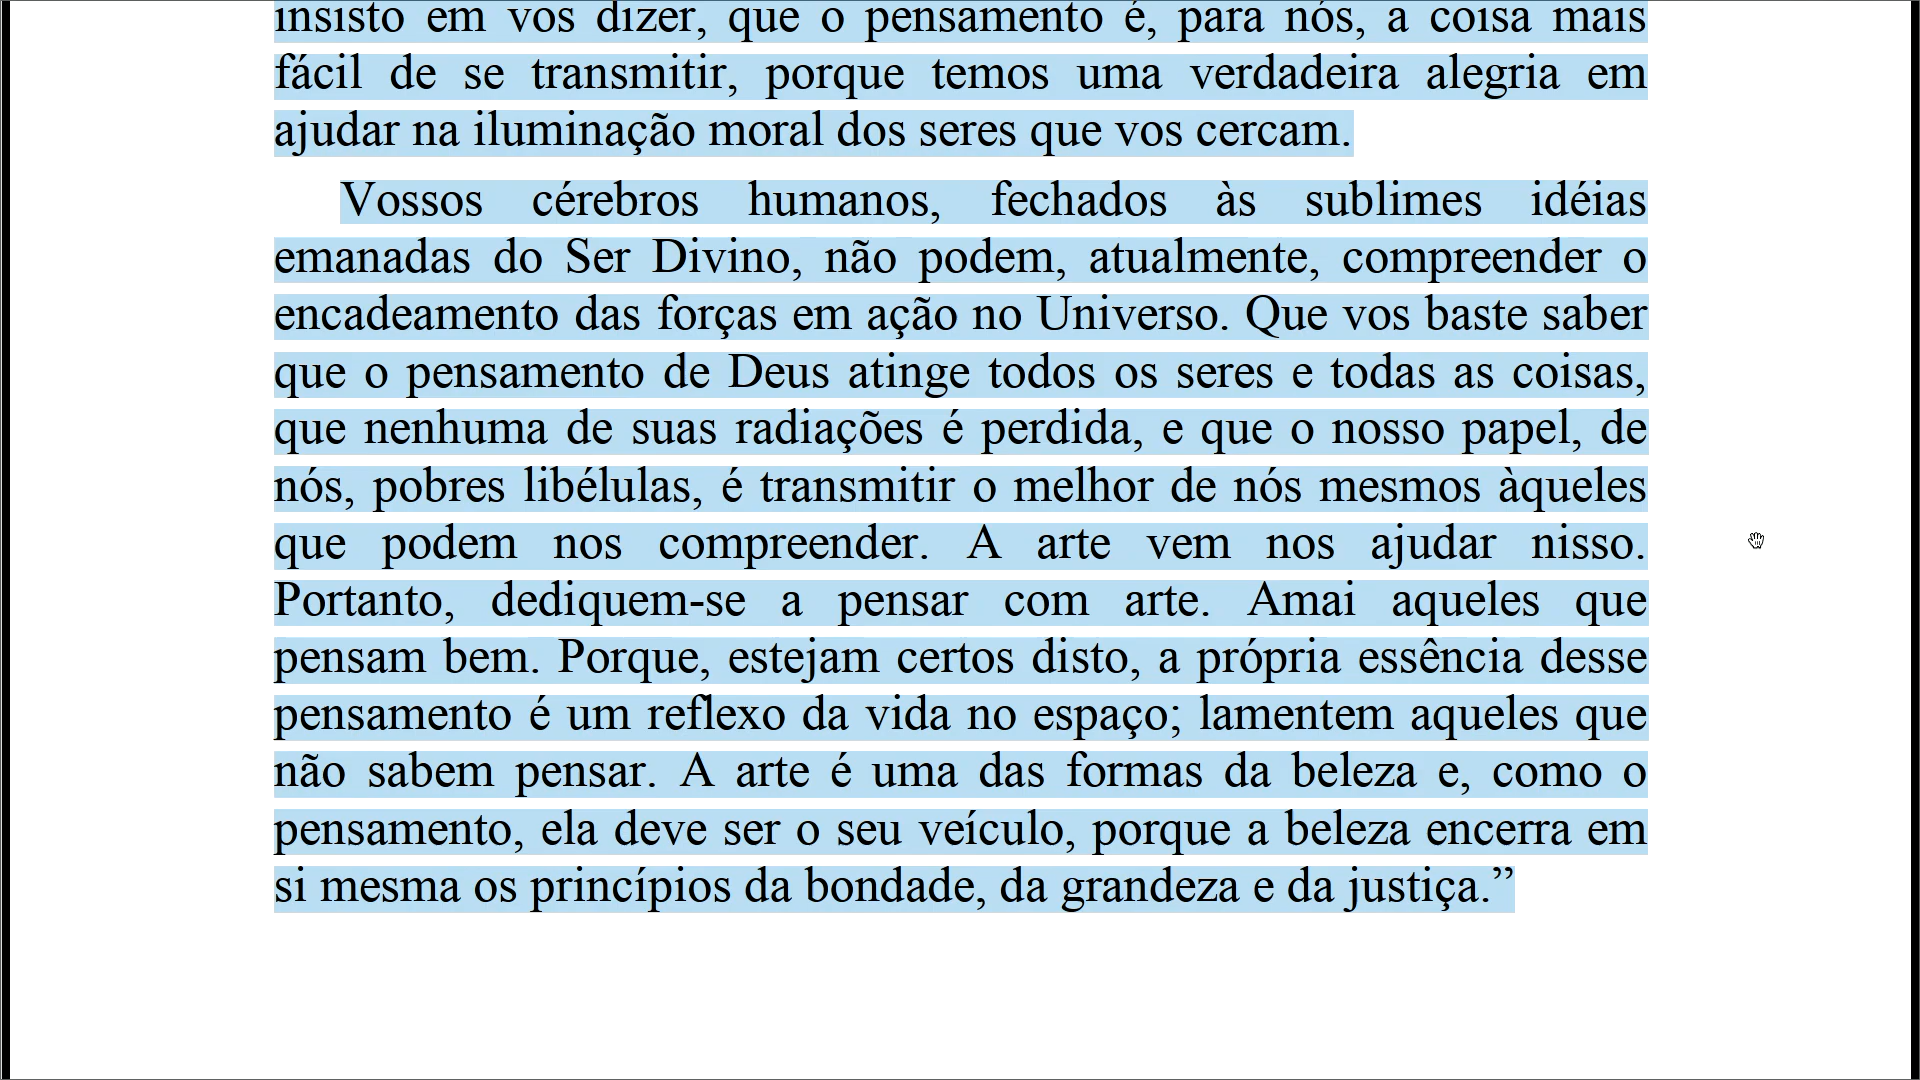 insisto em vos dizer, que o pensamento é, para nós, a coisa mais
fácil de se transmitir, porque temos uma verdadeira alegria em
ajudar na iluminação moral dos seres que vos cercam.
Vossos cérebros humanos, fechados às sublimes idéias
emanadas do Ser Divino, não podem, atualmente, compreender o
encadeamento das forças em ação no Universo. Que vos baste saber
que o pensamento de Deus atinge todos os seres e todas as coisas,
que nenhuma de suas radiações é perdida, e que o nosso papel, de
nós, pobres libélulas, é transmitir o melhor de nós mesmos àqueles
que podem nos compreender. A arte vem nos ajudar nisso.
Portanto, dediquem-se a pensar com arte. Amai aqueles que
pensam bem. Porque, estejam certos disto, a própria essência desse
pensamento é um reflexo da vida no espaço; lamentem aqueles que
não sabem pensar. A arte é uma das formas da beleza e, como o
pensamento, ela deve ser o seu veículo, porque a beleza encerra em
si mesma os princípios da bondade, da grandeza e da justiça.”